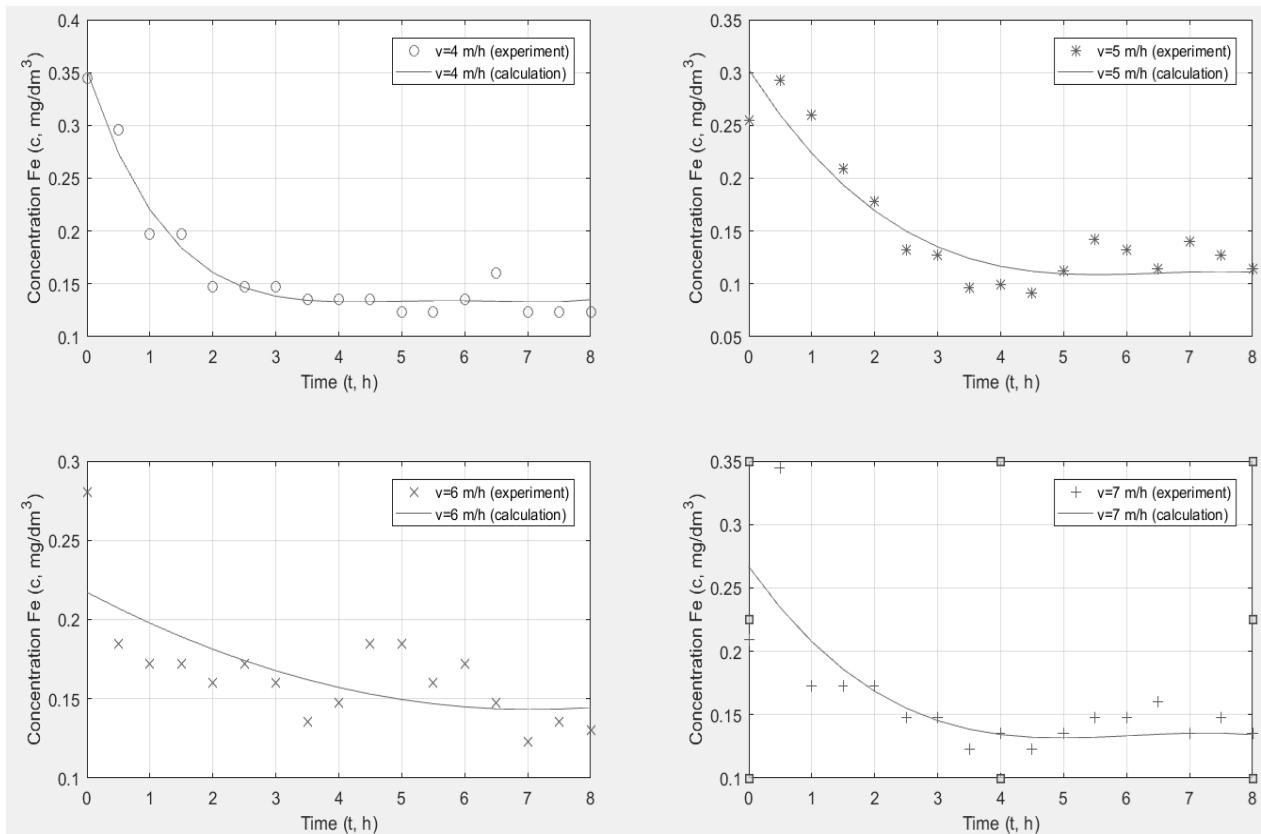 0.4
0.35
0.3
0.25
0.2
0.15
0.1
Concentration Fe (c, mg/dm³)
v=4 m/h (experiment)
v=4 m/h (calculation)
0 1 2 3 4 5 6 7 8
Time (t, h)
0.35
0.3
0.25
0.2
0.15
0.1
0.05
Concentration Fe (c, mg/dm³)
v=5 m/h (experiment)
v=5 m/h (calculation)
0 1 2 3 4 5 6 7 8
Time (t, h)
0.3
0.25
0.2
0.15
0.1
Concentration Fe (c, mg/dm³)
v=6 m/h (experiment)
v=6 m/h (calculation)
0 1 2 3 4 5 6 7 8
Time (t, h)
0.35
0.3
0.25
0.2
0.15
0.1
Concentration Fe (c, mg/dm³)
v=7 m/h (experiment)
v=7 m/h (calculation)
0 1 2 3 4 5 6 7 8
Time (t, h)